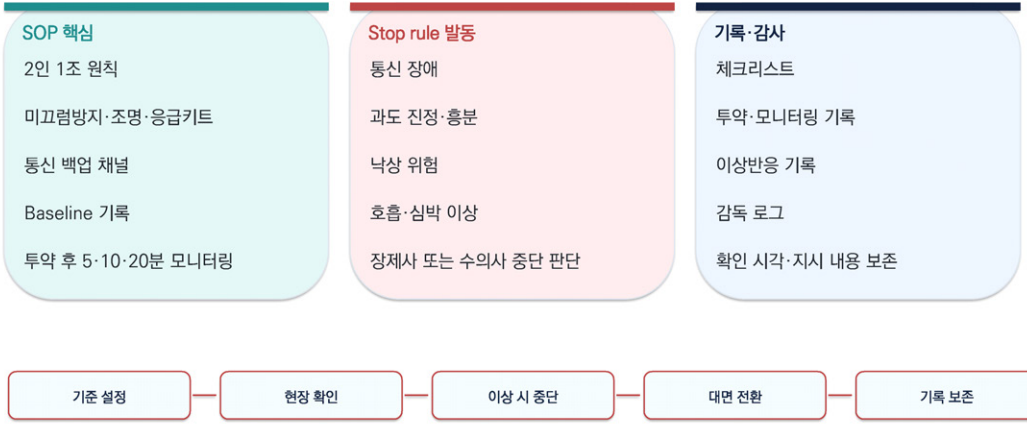 SOP 핵심
2인 1조 원칙
미끄럼방지·조명·응급키트
통신 백업 채널
Baseline 기록
투약 후 5·10·20분 모니터링
Stop rule 발동
통신 장애
과도 진정·흥분
낙상 위험
호흡·심박 이상
장제사 또는 수의사 중단 판단
기록·감사
체크리스트
투약·모니터링 기록
이상반응 기록
감독 로그
확인 시각·지시 내용 보존
기준 설정
현장 확인
이상 시 중단
대면 전환
기록 보존